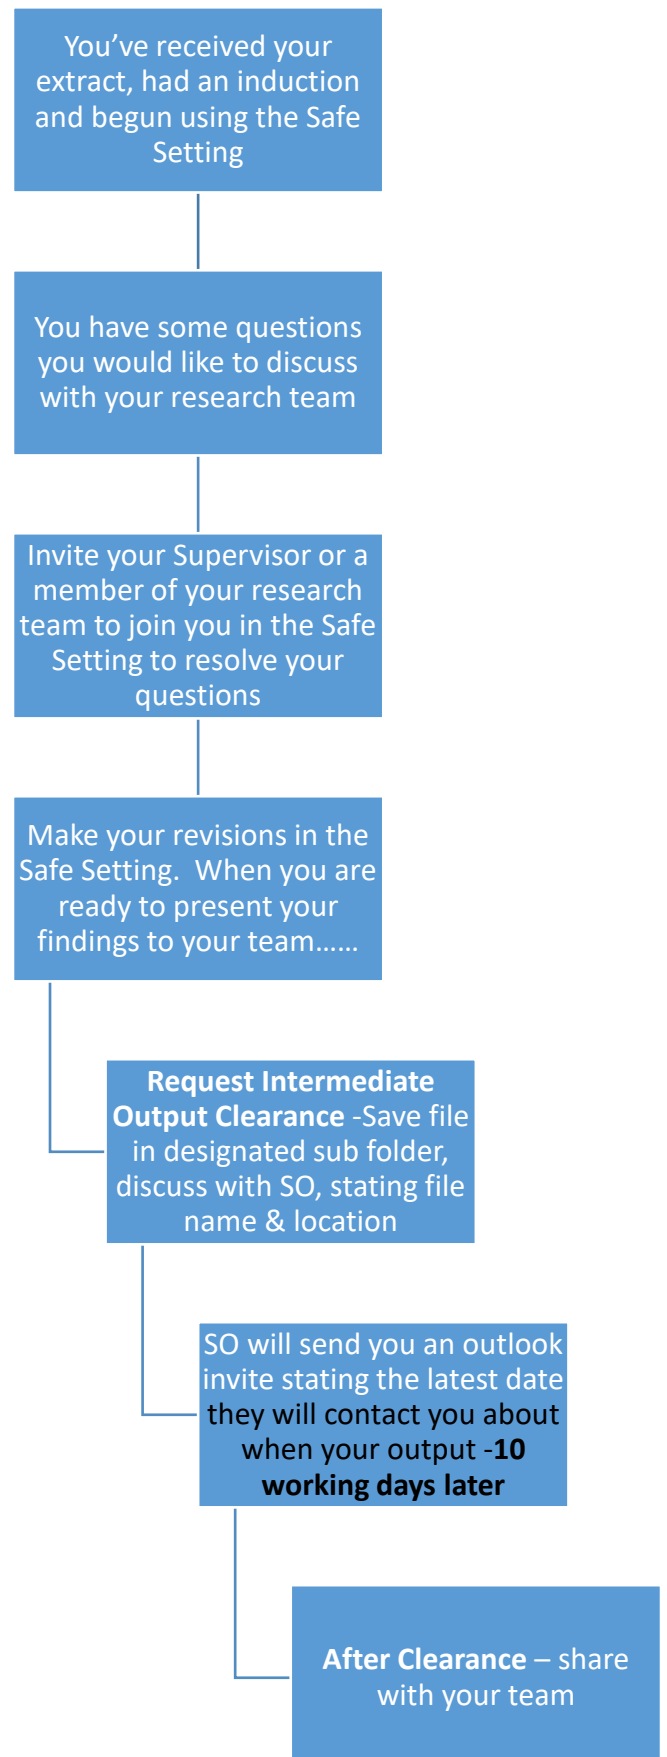 You’ve received your
extract, had an induction
and begun using the Safe
Setting
You have some questions
you would like to discuss
with your research team
Invite your Supervisor or a
member of your research
team to join you in the Safe
Setting to resolve your
questions
Make your revisions in the
Safe Setting.  When you are
ready to present your
findings to your team……
Request Intermediate
Output Clearance -Save file
in designated sub folder,
discuss with SO, stating file
name & location
SO will send you an outlook
invite stating the latest date
they will contact you about
when your output -10
working days later
After Clearance – share
with your team